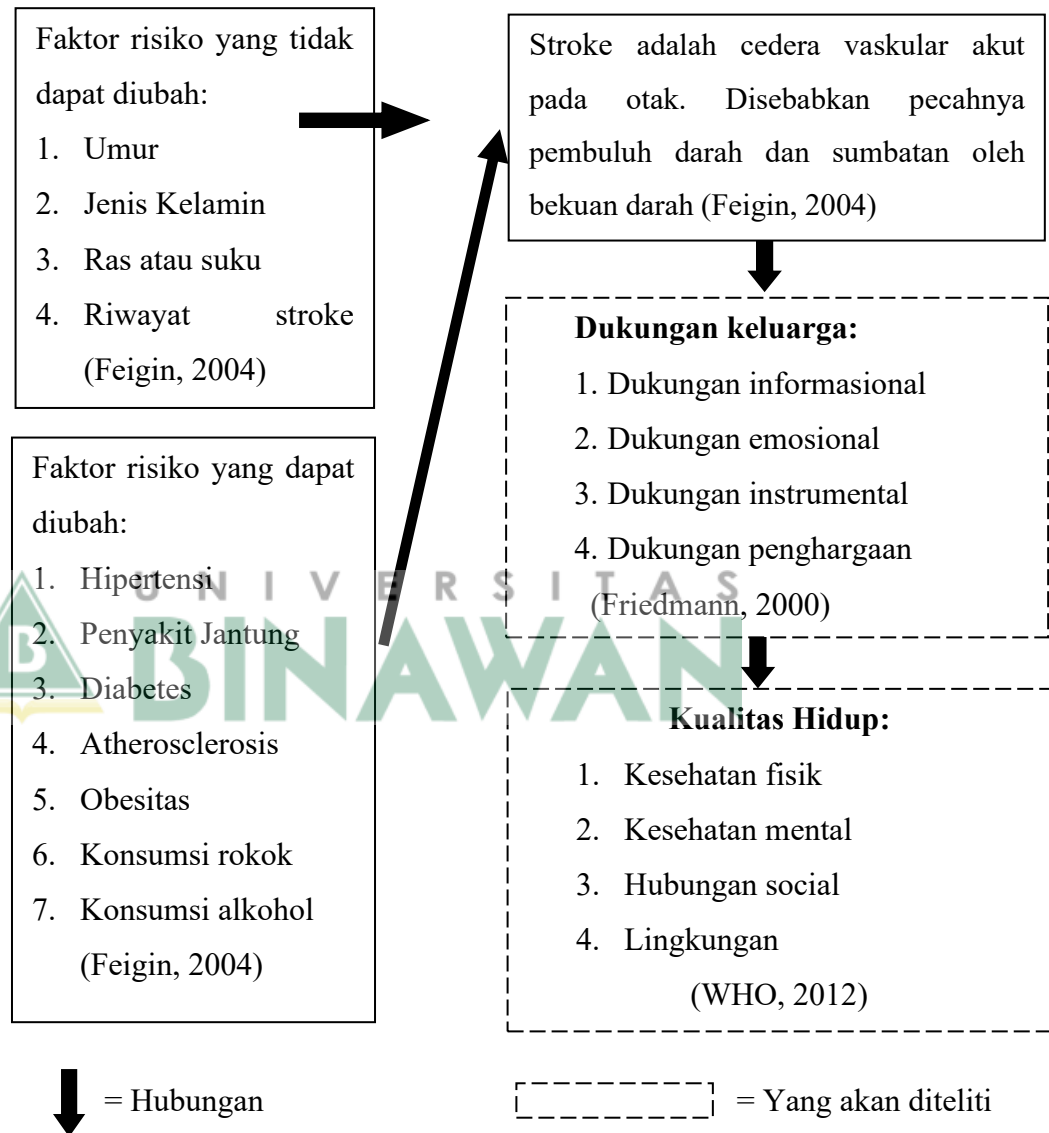 Faktor risiko yang tidak
dapat diubah:
1. Umur
2. Jenis Kelamin
3. Ras atau suku
4. Riwayat stroke
(Feigin, 2004)
Faktor risiko yang dapat
diubah:
1. Hipertensi
2. Penyakit Jantung
3. Diabetes
4. Atherosclerosis
5. Obesitas
6. Konsumsi rokok
7. Konsumsi alkohol
(Feigin, 2004)
Stroke adalah cedera vaskular akut
pada otak. Disebabkan pecahnya
pembuluh darah dan sumbatan oleh
bekuan darah (Feigin, 2004)
Dukungan keluarga:
1. Dukungan informasional
2. Dukungan emosional
3. Dukungan instrumental
4. Dukungan penghargaan
(Friedmann, 2000)
Kualitas Hidup:
1. Kesehatan fisik
2. Kesehatan mental
3. Hubungan social
4. Lingkungan
(WHO, 2012)
= Hubungan
= Yang akan diteliti
B
UNIVERSITAS
BINAWAN